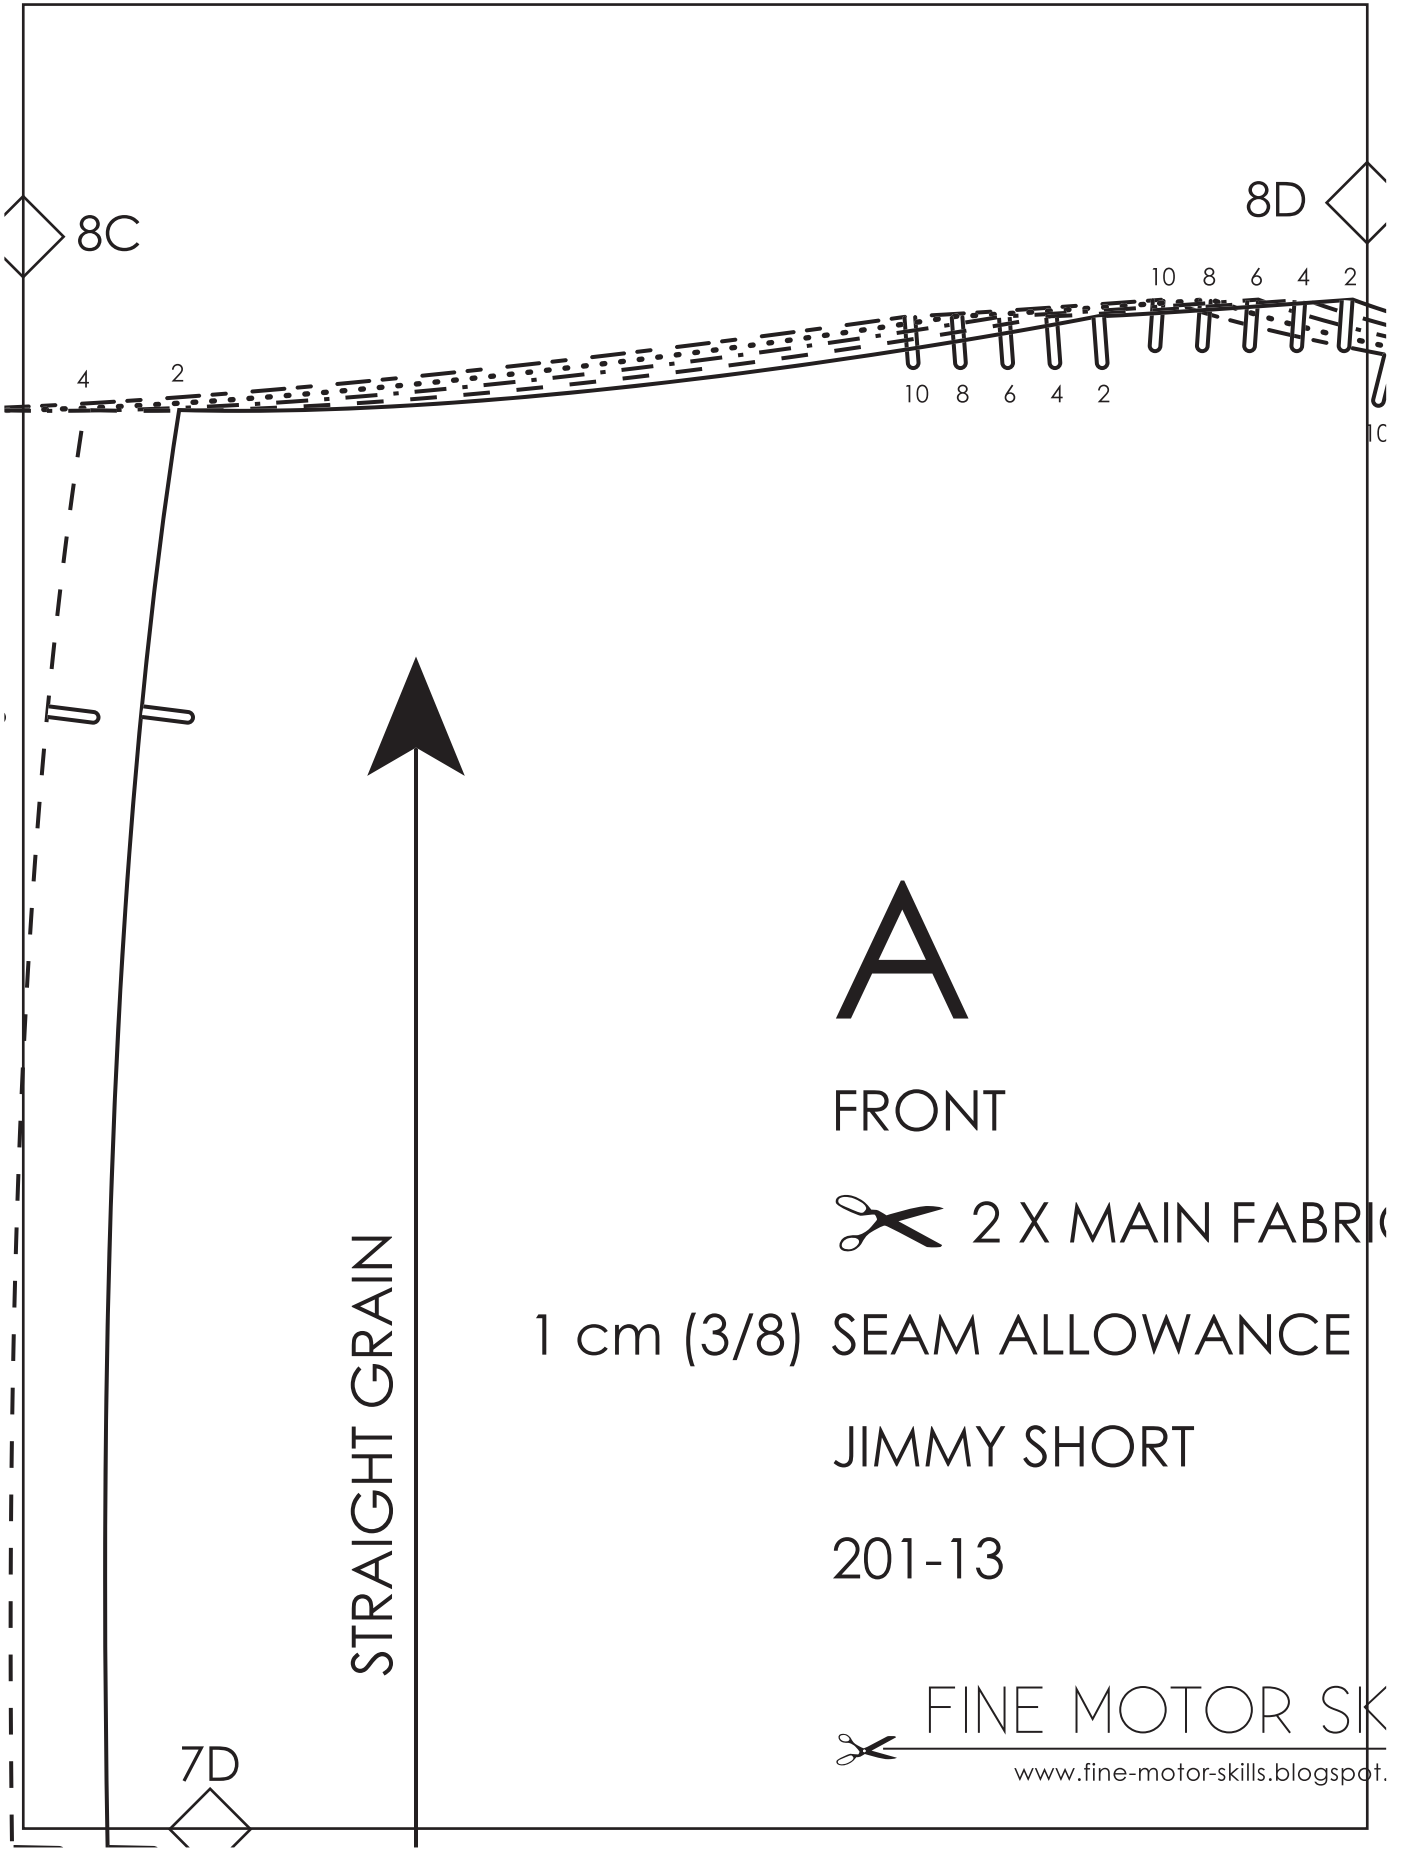 8D
8C
10 8 6 4 2
4 2
10 8 6 4 2
10
A
FRONT
2 X MAIN FABRIC
1 cm (3/8) SEAM ALLOWANCE
JIMMY SHORT
201-13
STRAIGHT GRAIN
FINE MOTOR SK
www.fine-motor-skills.blogspot.
7D